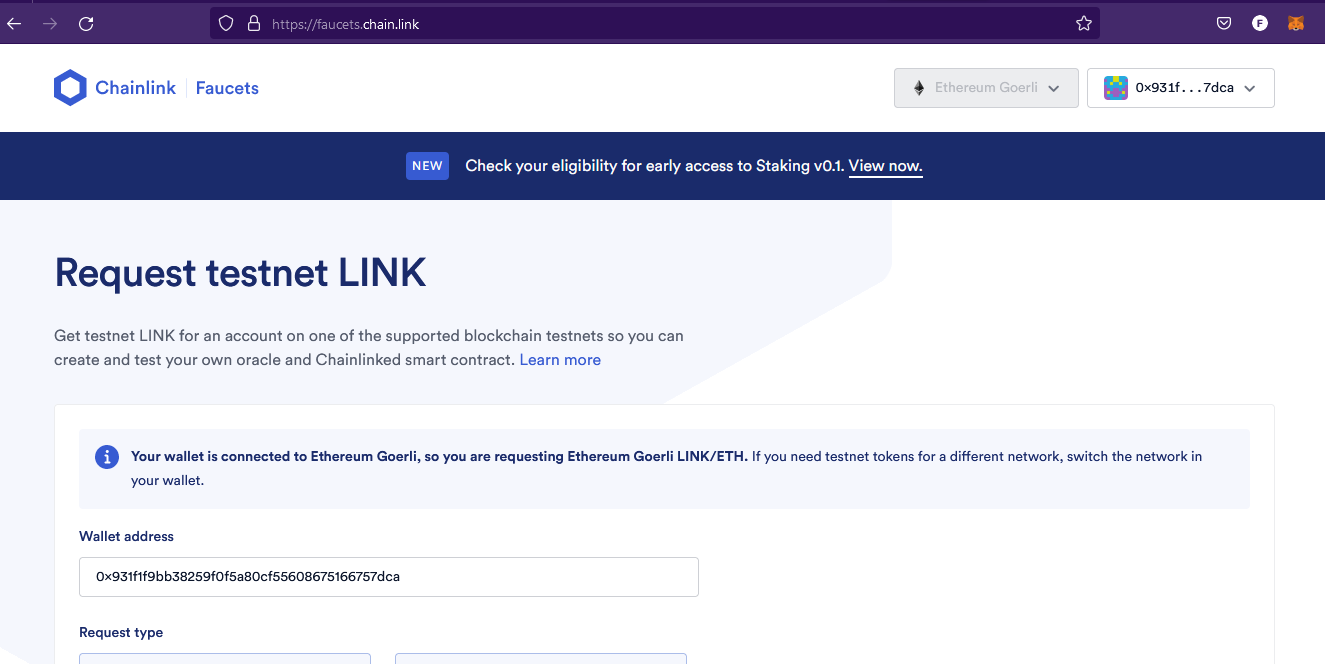 https://faucets.chain.link
F
Chainlink Faucets
Ethereum Goerli
0x931f...7dca
NEW Check your eligibility for early access to Staking v0.1. View now.
Request testnet LINK
Get testnet LINK for an account on one of the supported blockchain testnets so you can
create and test your own oracle and Chainlinked smart contract. Learn more
Your wallet is connected to Ethereum Goerli, so you are requesting Ethereum Goerli LINK/ETH. If you need testnet tokens for a different network, switch the network in
your wallet.
Wallet address
0x931f1f9bb38259f0f5a80cf55608675166757dca
Request type